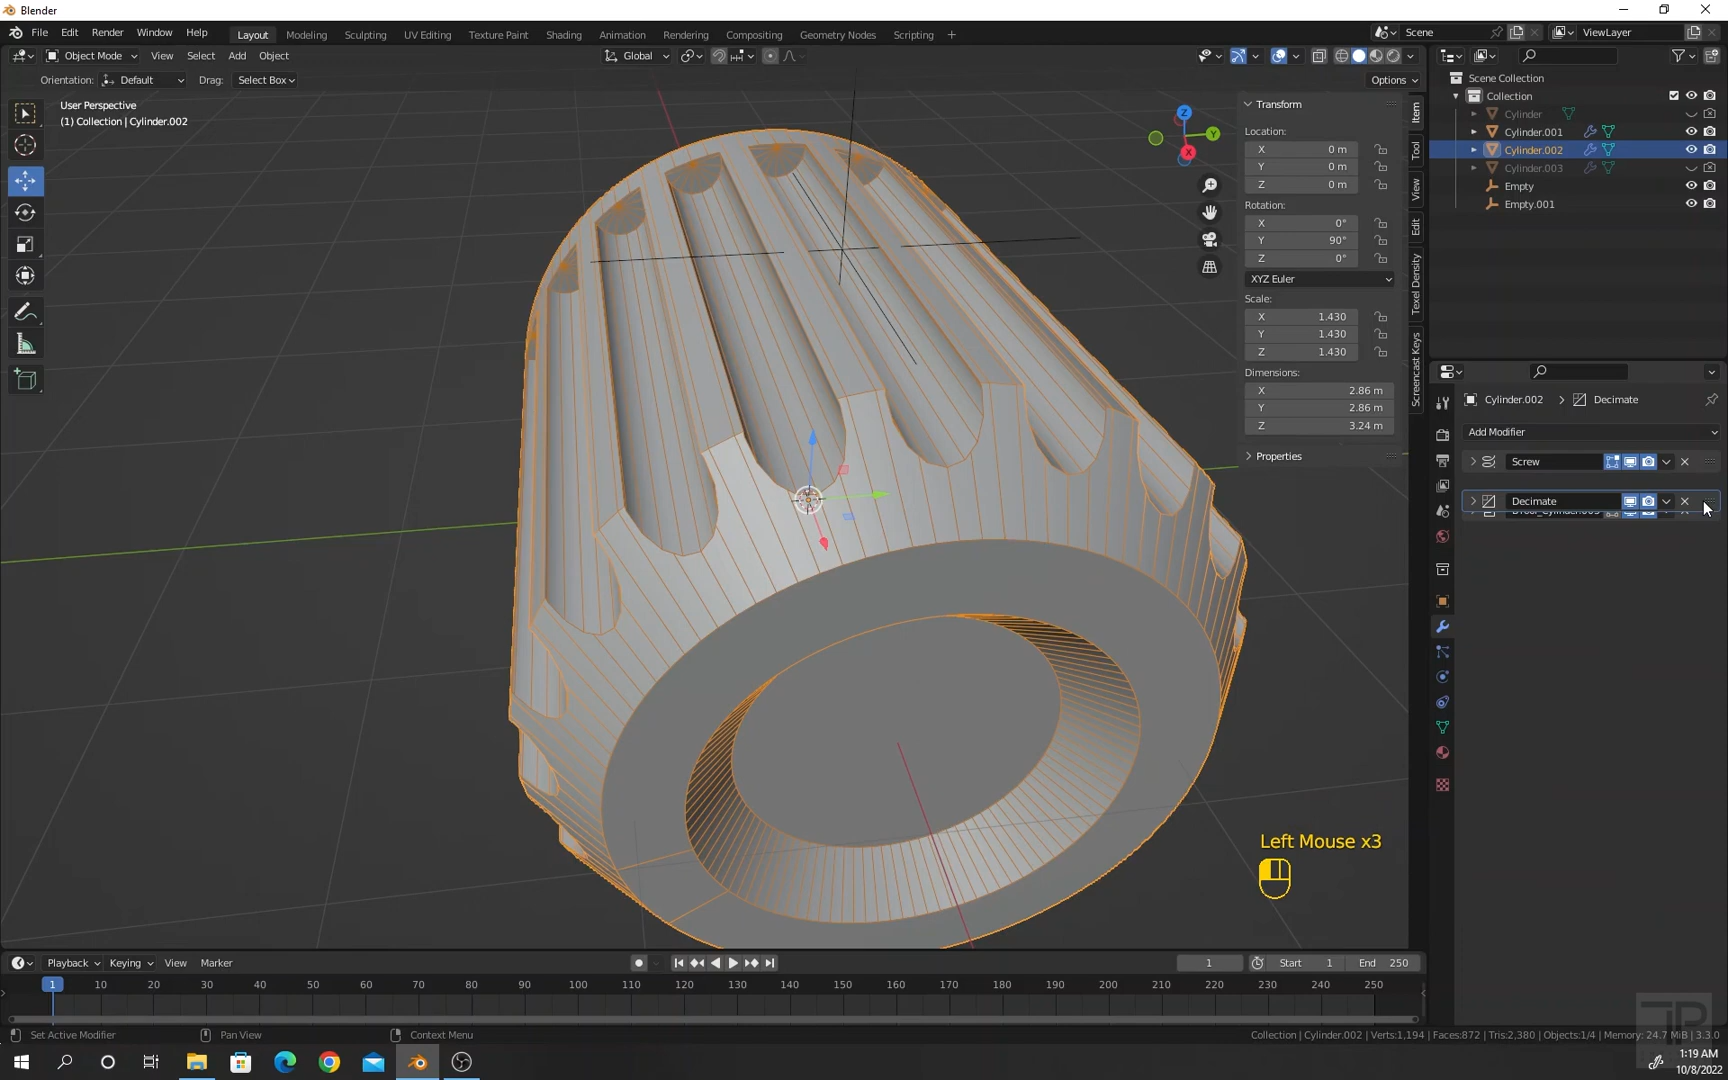 Blender
File Edit Render Window Help Layout Modeling Sculpting UV Editing Texture Paint Shading Animation Rendering Compositing Geometry Nodes Scripting + Scene ViewLayer
Object Mode View Select Add Object Global
Orientation: Default Drag: Select Box Options
User Perspective
(1) Collection | Cylinder.002
Z
Y
X
Transform
Location:
X 0 m
Y 0 m
Z 0 m
Rotation:
X 0°
Y 90°
Z 0°
XYZ Euler
Scale:
X 1.430
Y 1.430
Z 1.430
Dimensions:
X 2.86 m
Y 2.86 m
Z 3.24 m
Properties
Item
Tool
View
Edit
Texel Density
Screencast Keys
Scene Collection
Collection
Cylinder
Cylinder.001
Cylinder.002
Cylinder.003
Empty
Empty.001
Cylinder.002 > Decimate
Add Modifier
Screw
Decimate
Left Mouse x3
Playback Keying View Marker 1 Start 1 End 250
1 10 20 30 40 50 60 70 80 90 100 110 120 130 140 150 160 170 180 190 200 210 220 230 240 250
Set Active Modifier Pan View Context Menu Collection | Cylinder.002 | Verts:1,194 | Faces:872 | Tris:2,380 | Objects:1/4 | Memory: 24.7 MiB | 3.3.0
TP
1:19 AM
10/8/2022